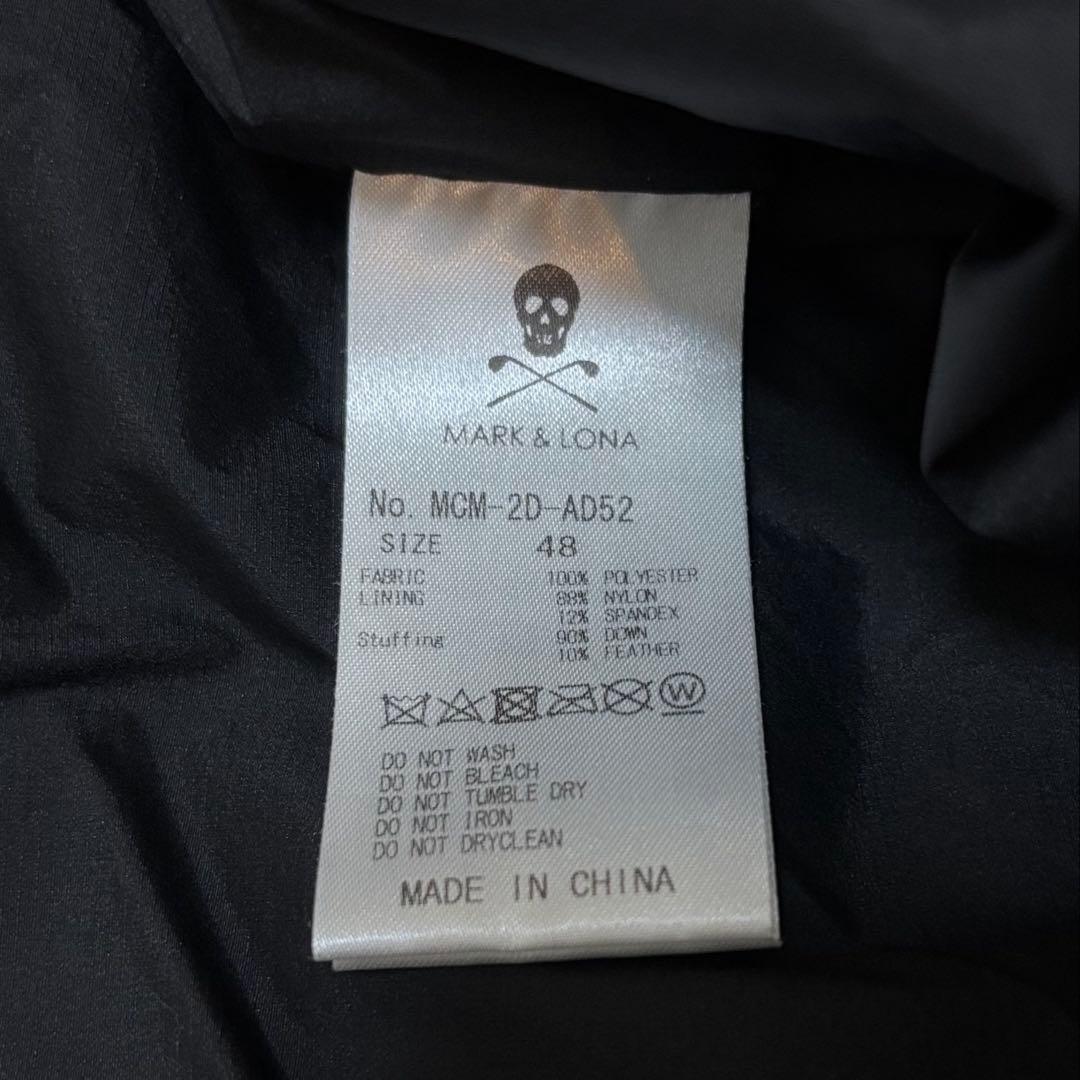 MARK & LONA
No. MCM-2D-AD52
SIZE 48
FABRIC 100% POLYESTER
LINING 88% NYLON
12% SPANDEX
Stuffing 90% DOWN
10% FEATHER
W
DO NOT WASH
DO NOT BLEACH
DO NOT TUMBLE DRY
DO NOT IRON
DO NOT DRYCLEAN
MADE IN CHINA